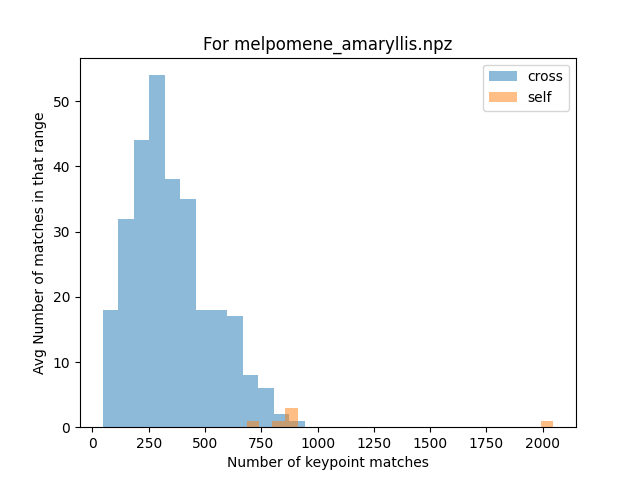 For melpomene_amaryllis.npz
cross
self
Avg Number of matches in that range
50
40
30
20
10
0
0 250 500 750 1000 1250 1500 1750 2000
Number of keypoint matches